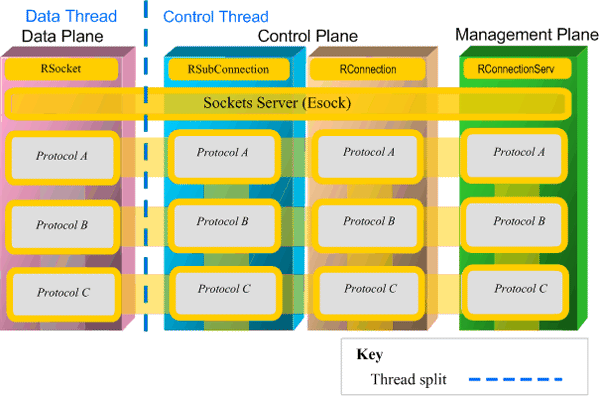 Data Thread
Control Thread
Data Plane
Control Plane
Management Plane
RSocket
RSubConnection
RConnection
RConnectionServ
Sockets Server (Esock)
Protocol A
Protocol A
Protocol A
Protocol A
Protocol B
Protocol B
Protocol B
Protocol B
Protocol C
Protocol C
Protocol C
Protocol C
Key
Thread split